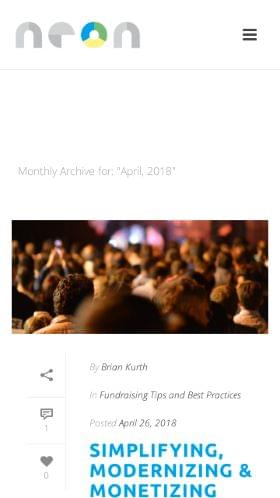 neon
Monthly Archive for: "April, 2018"
By Brian Kurth
In Fundraising Tips and Best Practices
1
Posted April 26, 2018
0
SIMPLIFYING,
MODERNIZING &
MONETIZING